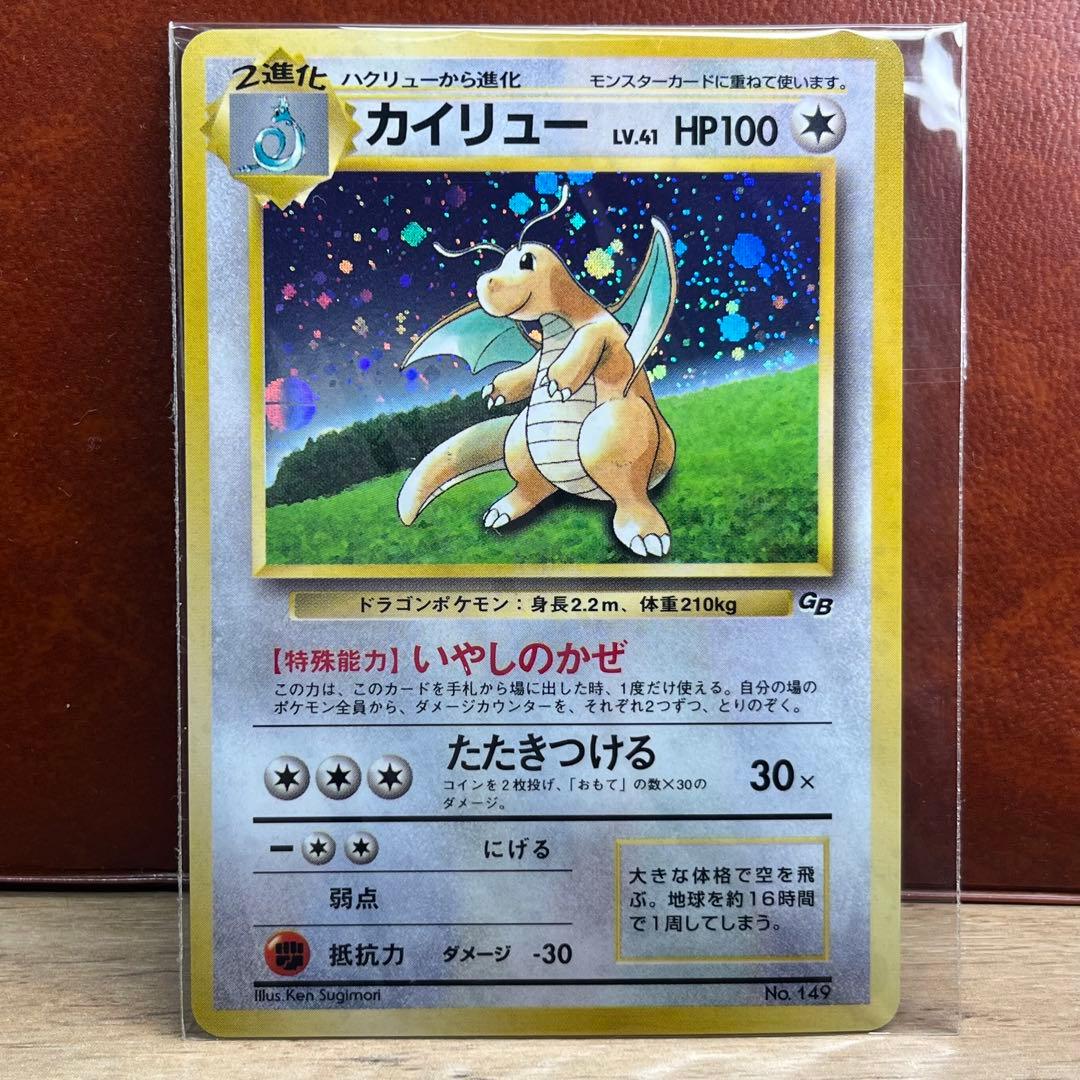 2進化 ハクリューから進化 モンスターカードに重ねて使います。
カイリュー LV.41 HP100
ドラゴンポケモン：身長2.2m、体重210kg GB
【特殊能力】いやしのかぜ
この力は、このカードを手札から場に出した時、1度だけ使える。自分の場の
ポケモン全員から、ダメージカウンターを、それぞれ2つずつ、とりのぞく。
たたきつける 30×
コインを2枚投げ、「おもて」の数×30の
ダメージ。
にげる
弱点
抵抗力 ダメージ -30
大きな体格で空を飛
ぶ。地球を約16時間
で1周してしまう。
Illus. Ken Sugimori No. 149